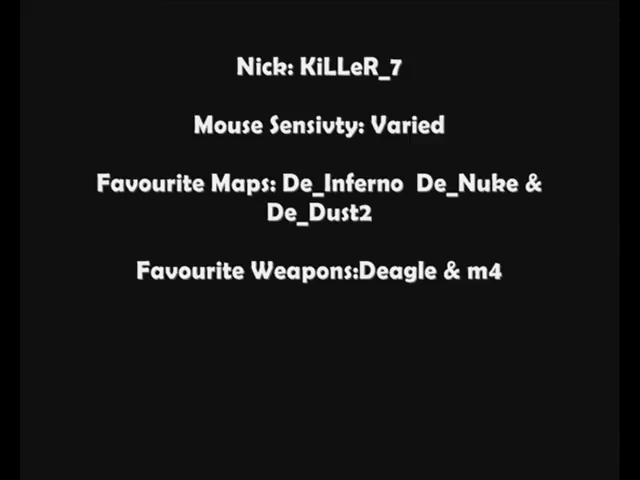 Nick: KiLLeR_7
Mouse Sensivty: Varied
Favourite Maps: De_Inferno De_Nuke &
De_Dust2
Favourite Weapons:Deagle & m4